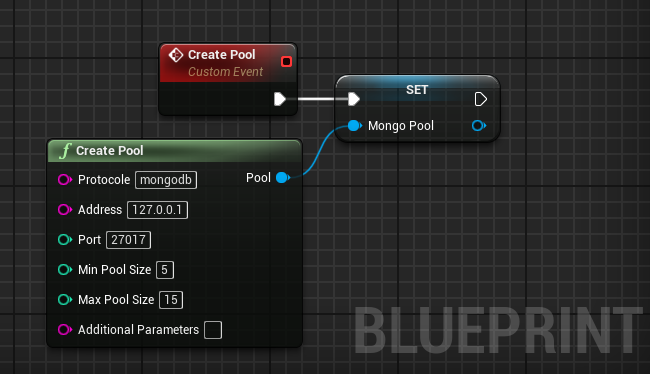 Create Pool
Custom Event
SET
Mongo Pool
f Create Pool
Protocole mongodb
Pool
Address 127.0.0.1
Port 27017
Min Pool Size 5
Max Pool Size 15
Additional Parameters
BLUEPRINT